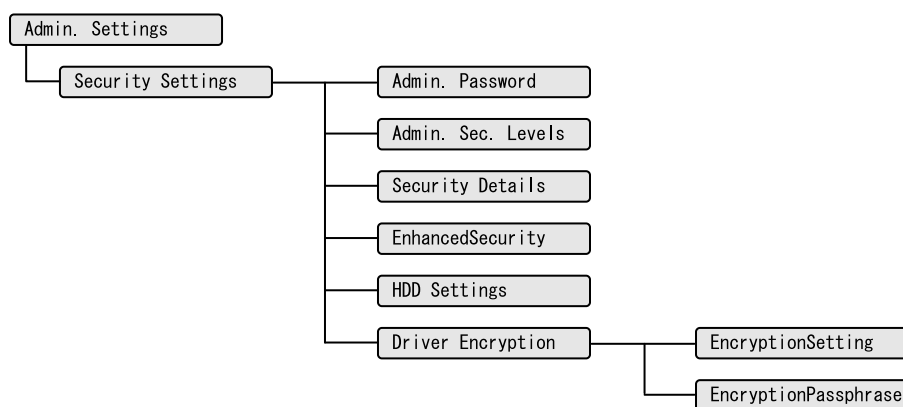 Admin. Settings
Security Settings
Admin. Password
Admin. Sec. Levels
Security Details
EnhancedSecurity
HDD Settings
Driver Encryption
EncryptionSetting
EncryptionPassphrase